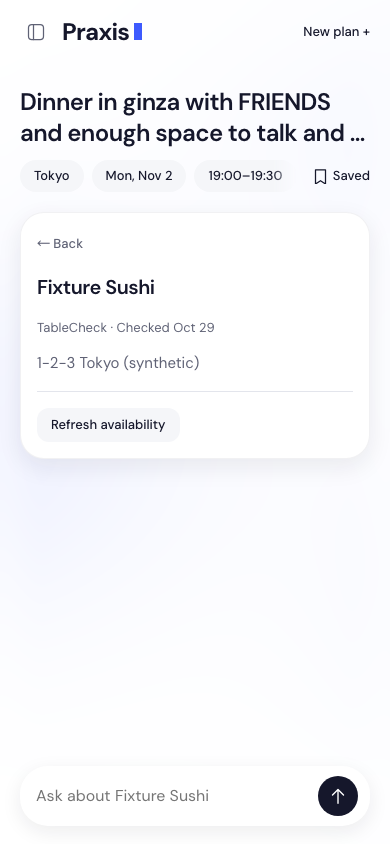 Praxis
New plan +
Dinner in ginza with FRIENDS
and enough space to talk and ...
Tokyo
Mon, Nov 2
19:00–19:30
Saved
← Back
Fixture Sushi
TableCheck · Checked Oct 29
1-2-3 Tokyo (synthetic)
Refresh availability
Ask about Fixture Sushi